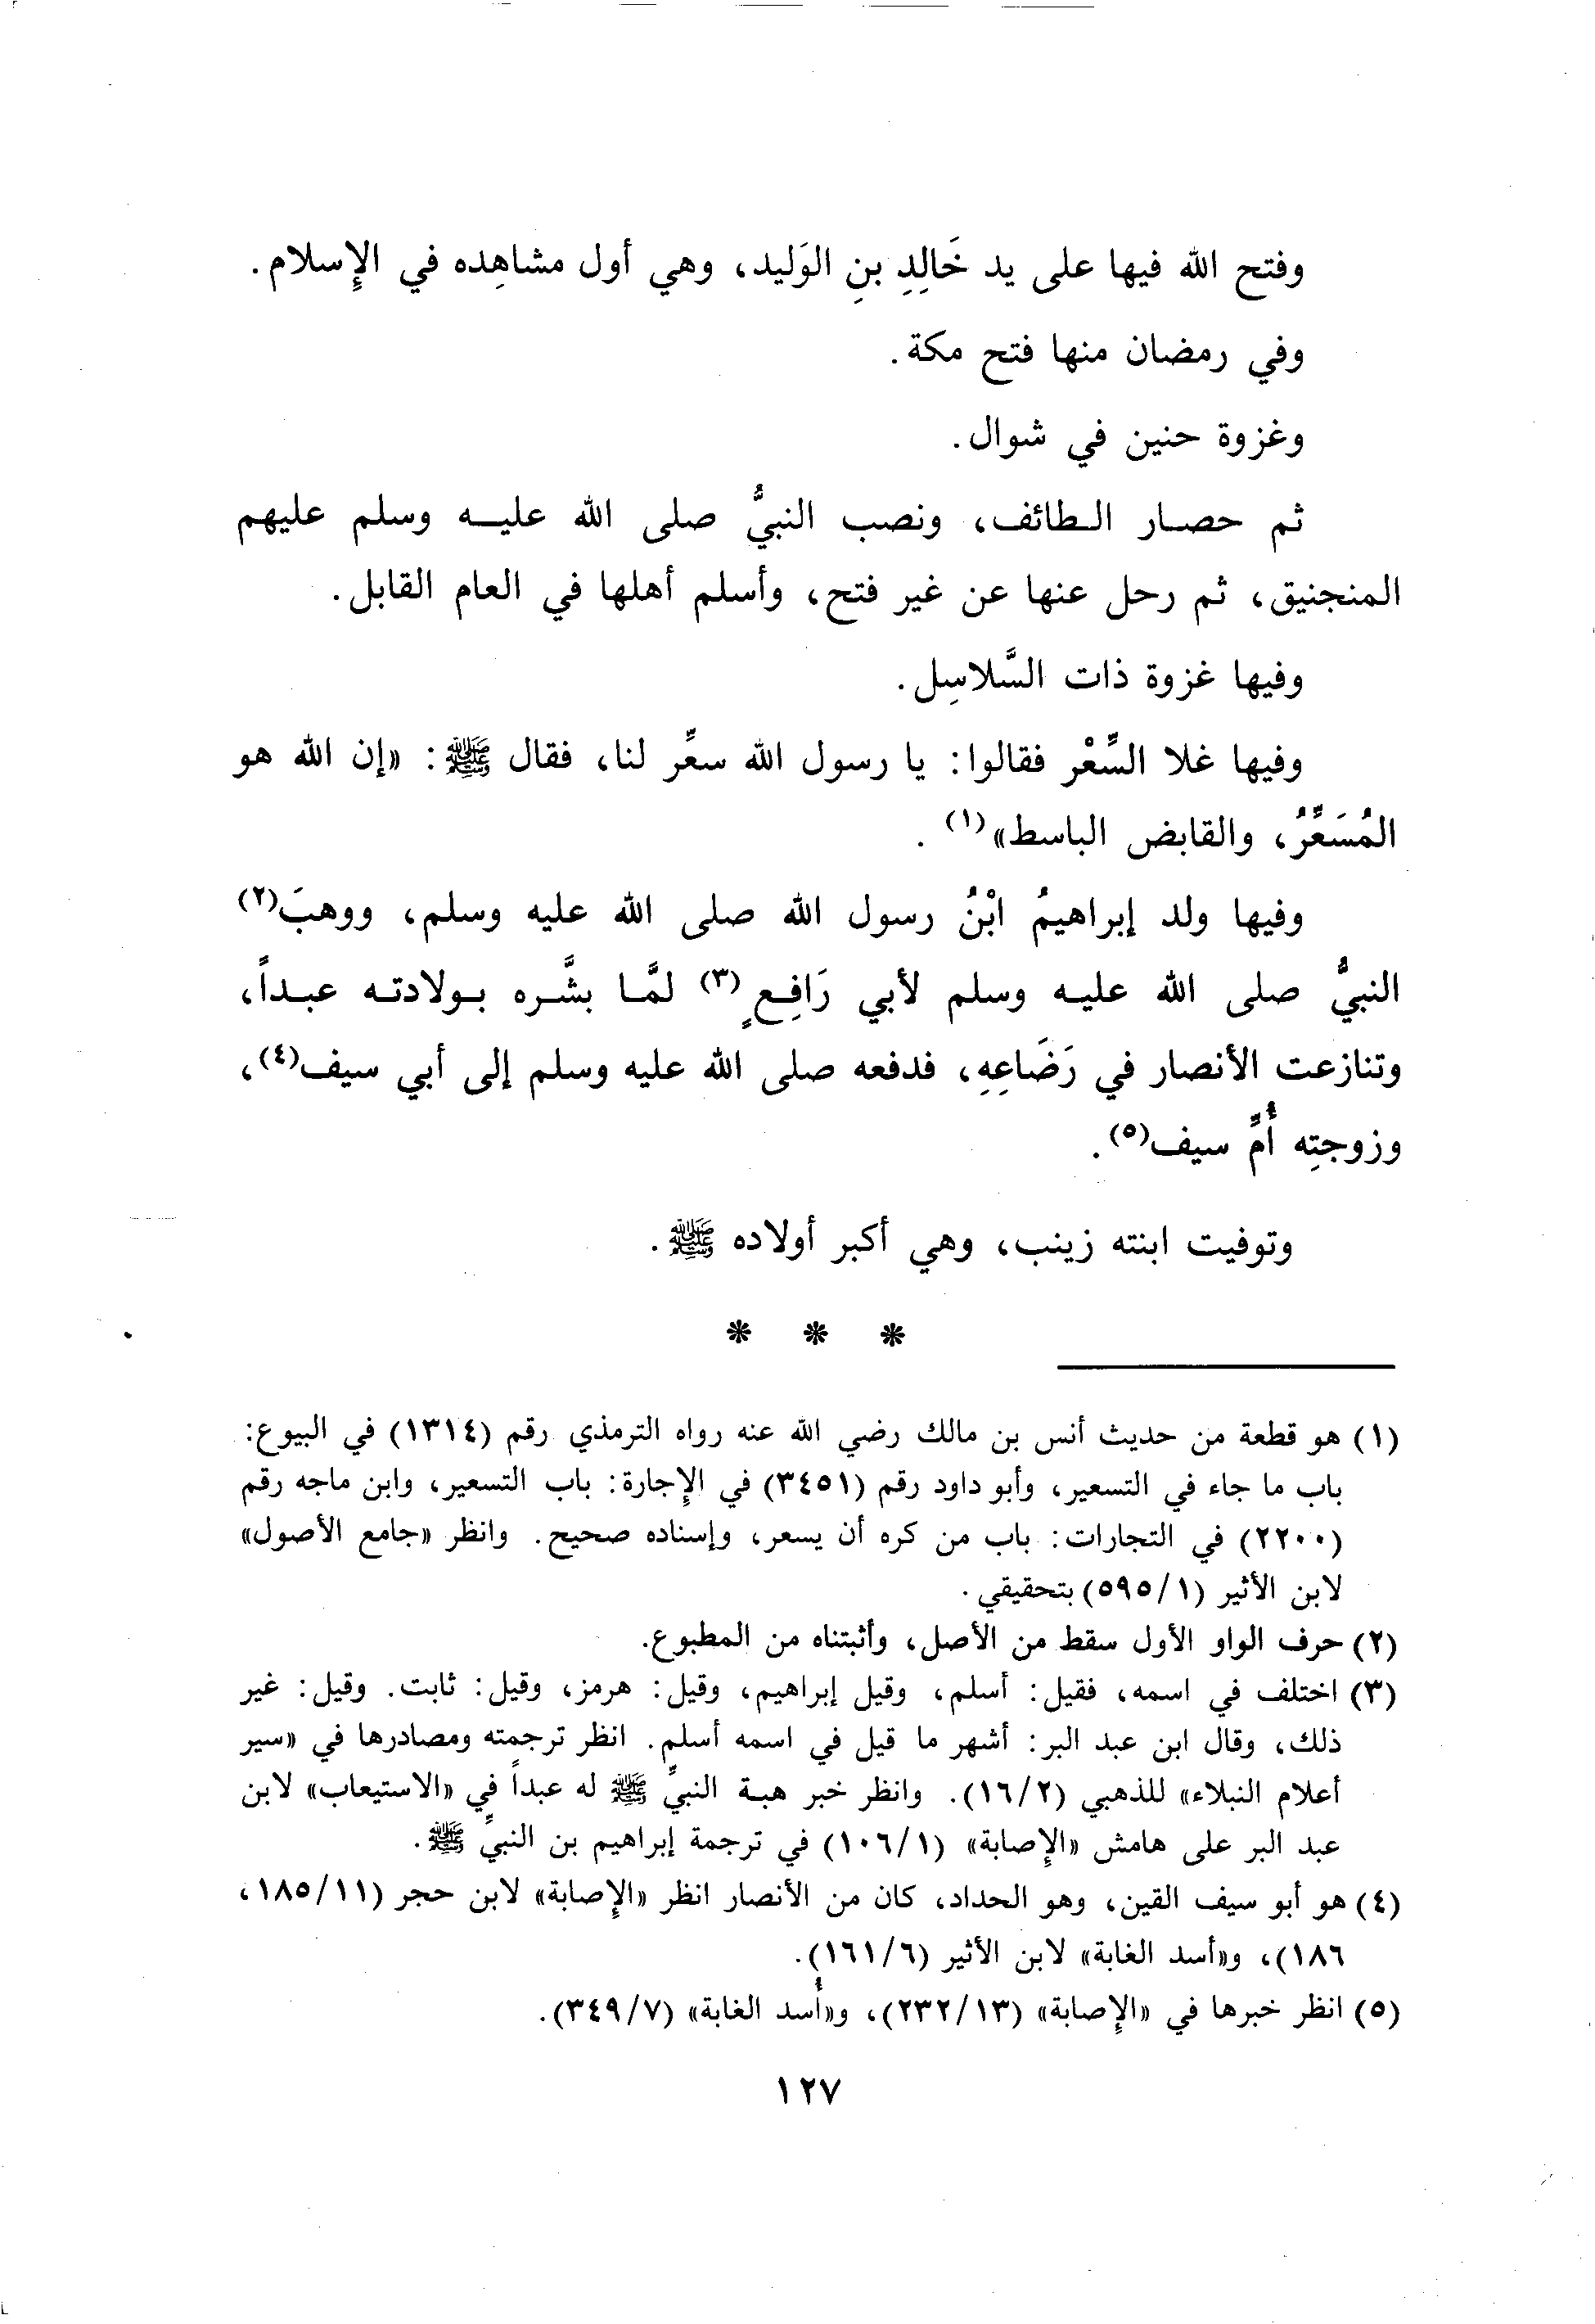 وفتح الله فيها على يد خَالِدِ بنِ الوَليد، وهي أول مشاهِده في الإِسلام.
وفي رمضان منها فتح مكة.
وغزوة حنين في شوال.
ثم حصار الطائف، ونصب النبيُّ صلى الله عليه وسلم عليهم
المنجنيق، ثم رحل عنها عن غير فتح، وأسلم أهلها في العام القابل.
وفيها غزوة ذات السَّلاسِل.
وفيها غلا السِّعْر فقالوا: يا رسول الله سعِّر لنا، فقال ﷺ: «إن الله هو
المُسَعِّرُ، والقابض الباسط»(١).
وفيها ولد إبراهيمُ ابْنُ رسول الله صلى الله عليه وسلم، ووهبَ(٢)
النبيُّ صلى الله عليه وسلم لأبي رَافِعٍ(٣) لمَّا بشَّره بولادته عبداً،
وتنازعت الأنصار في رَضَاعِهِ، فدفعه صلى الله عليه وسلم إلى أبي سيف(٤)،
وزوجتِه أُمِّ سيف(٥).
وتوفيت ابنته زينب، وهي أكبر أولاده ﷺ.
* * *
(١) هو قطعة من حديث أنس بن مالك رضي الله عنه رواه الترمذي رقم (١٣١٤) في البيوع:
باب ما جاء في التسعير، وأبو داود رقم (٣٤٥١) في الإِجارة: باب التسعير، وابن ماجه رقم
(٢٢٠٠) في التجارات: باب من كره أن يسعر، وإسناده صحيح. وانظر «جامع الأصول»
لابن الأثير (١/ ٥٩٥) بتحقيقي.
(٢) حرف الواو الأول سقط من الأصل، وأثبتناه من المطبوع.
(٣) اختلف في اسمه، فقيل: أسلم، وقيل إبراهيم، وقيل: هرمز، وقيل: ثابت. وقيل: غير
ذلك، وقال ابن عبد البر: أشهر ما قيل في اسمه أسلم. انظر ترجمته ومصادرها في «سير
أعلام النبلاء» للذهبي (٢/ ١٦). وانظر خبر هبة النبيِّ ﷺ له عبداً في «الاستيعاب» لابن
عبد البر على هامش «الإِصابة» (١/ ١٠٦) في ترجمة إبراهيم بن النبيِّ ﷺ.
(٤) هو أبو سيف القين، وهو الحداد، كان من الأنصار انظر «الإِصابة» لابن حجر (١١/ ١٨٥،
١٨٦)، و«أسد الغابة» لابن الأثير (٦/ ١٦١).
(٥) انظر خبرها في «الإِصابة» (١٣/ ٢٣٢)، و«أُسد الغابة» (٧/ ٣٤٩).
١٢٧